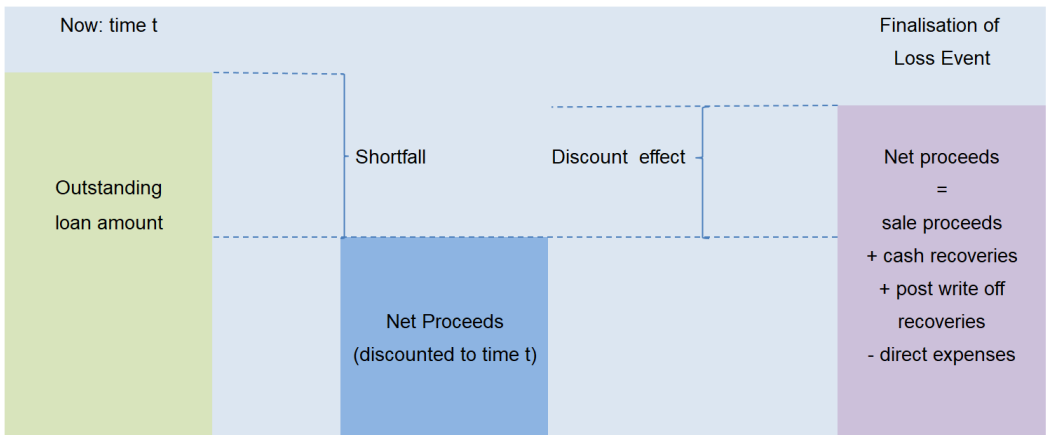 Now: time t
Finalisation of
Loss Event
Shortfall
Discount effect
Outstanding
loan amount
Net proceeds
=
sale proceeds
+ cash recoveries
+ post write off
recoveries
- direct expenses
Net Proceeds
(discounted to time t)